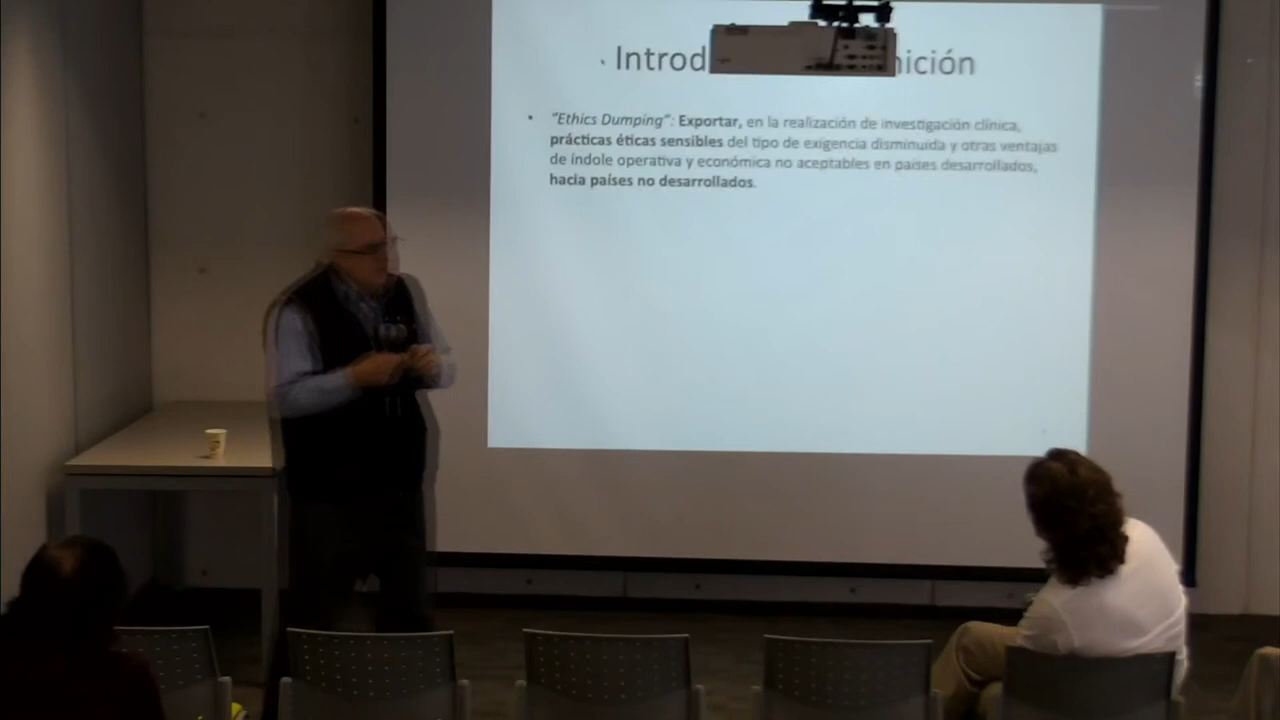 Introd nición
• "Ethics Dumping": Exportar, en la realización de investigación clínica,
prácticas éticas sensibles del tipo de exigencia disminuida y otras ventajas
de índole operativa y económica no aceptables en países desarrollados,
hacia países no desarrollados.